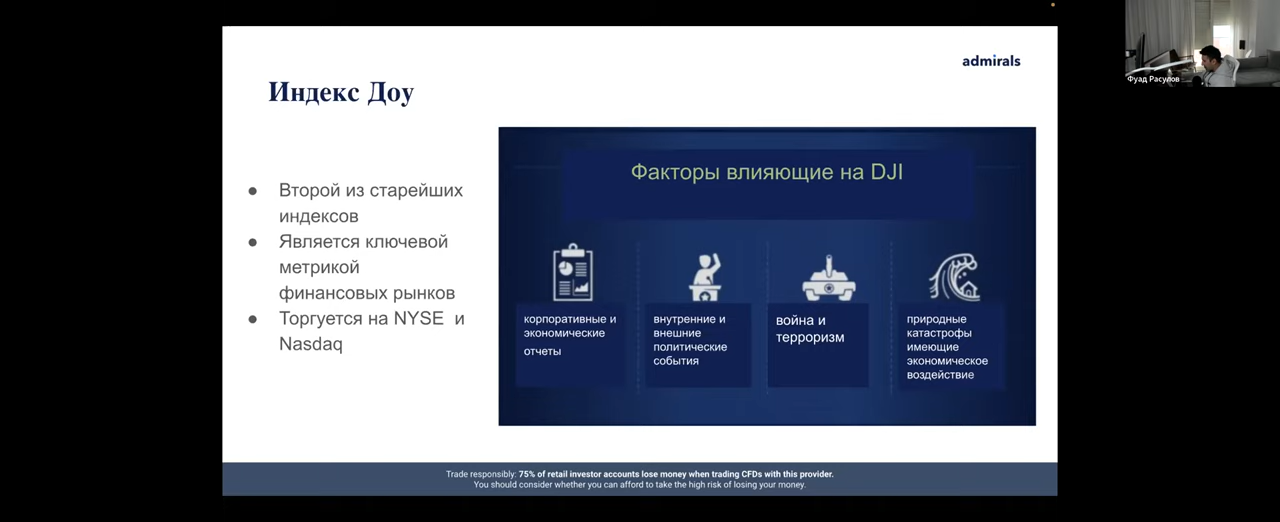 admirals
Фуад Расулов
Индекс Доу
Второй из старейших
индексов
Является ключевой
метрикой
финансовых рынков
Торгуется на NYSE и
Nasdaq
Факторы влияющие на DJI
корпоративные и
экономические
отчеты
внутренние и
внешние
политические
события
война и
терроризм
природные
катастрофы
имеющие
экономическое
воздействие
Trade responsibly: 75% of retail investor accounts lose money when trading CFDs with this provider.
You should consider whether you can afford to take the high risk of losing your money.